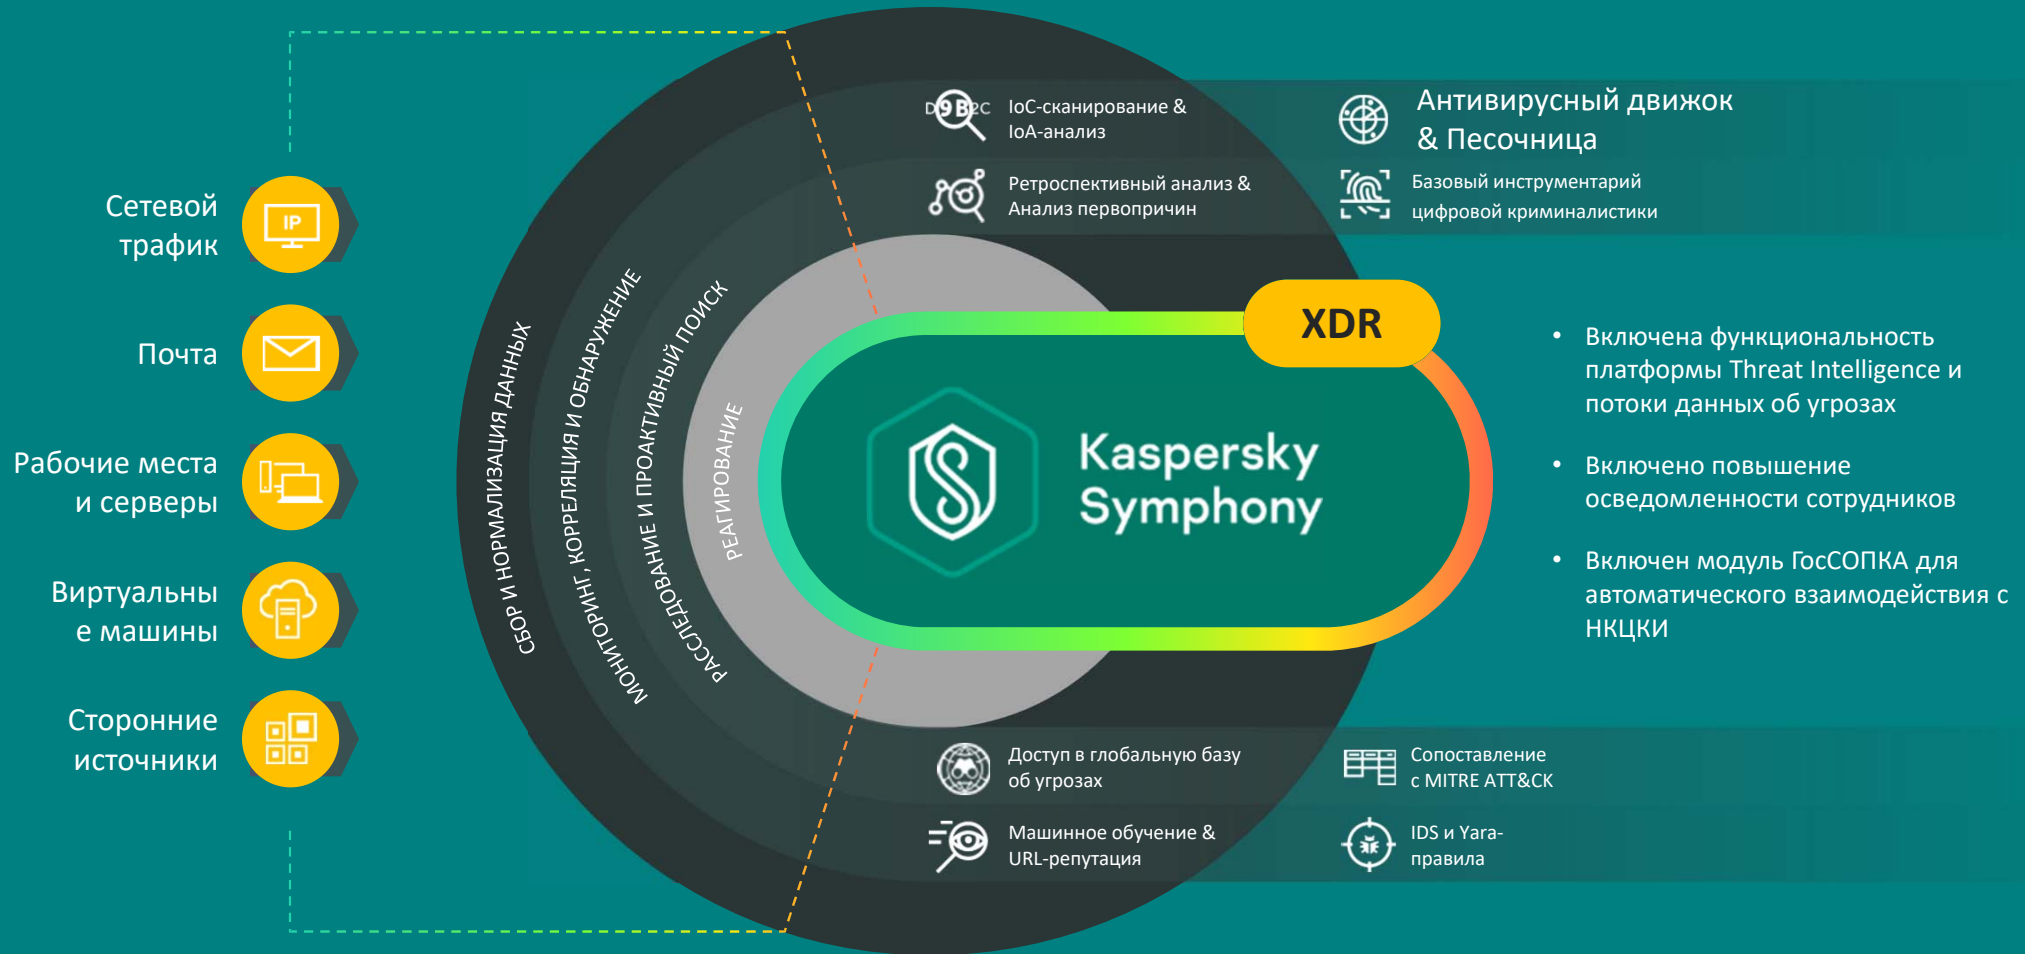 Сетевой
трафик
IP
Почта
Рабочие места
и серверы
Виртуальны
е машины
Сторонние
источники
СБОР И НОРМАЛИЗАЦИЯ ДАННЫХ
МОНИТОРИНГ, КОРРЕЛЯЦИЯ И ОБНАРУЖЕНИЕ
РАССЛЕДОВАНИЕ И ПРОАКТИВНЫЙ ПОИСК
РЕАГИРОВАНИЕ
D9B2C
IoC-сканирование &
IoA-анализ
Антивирусный движок
& Песочница
Ретроспективный анализ &
Анализ первопричин
Базовый инструментарий
цифровой криминалистики
XDR
Kaspersky
Symphony
• Включена функциональность
платформы Threat Intelligence и
потоки данных об угрозах
• Включено повышение
осведомленности сотрудников
• Включен модуль ГосСОПКА для
автоматического взаимодействия с
НКЦКИ
Доступ в глобальную базу
об угрозах
Сопоставление
с MITRE ATT&CK
Машинное обучение &
URL-репутация
IDS и Yara-
правила